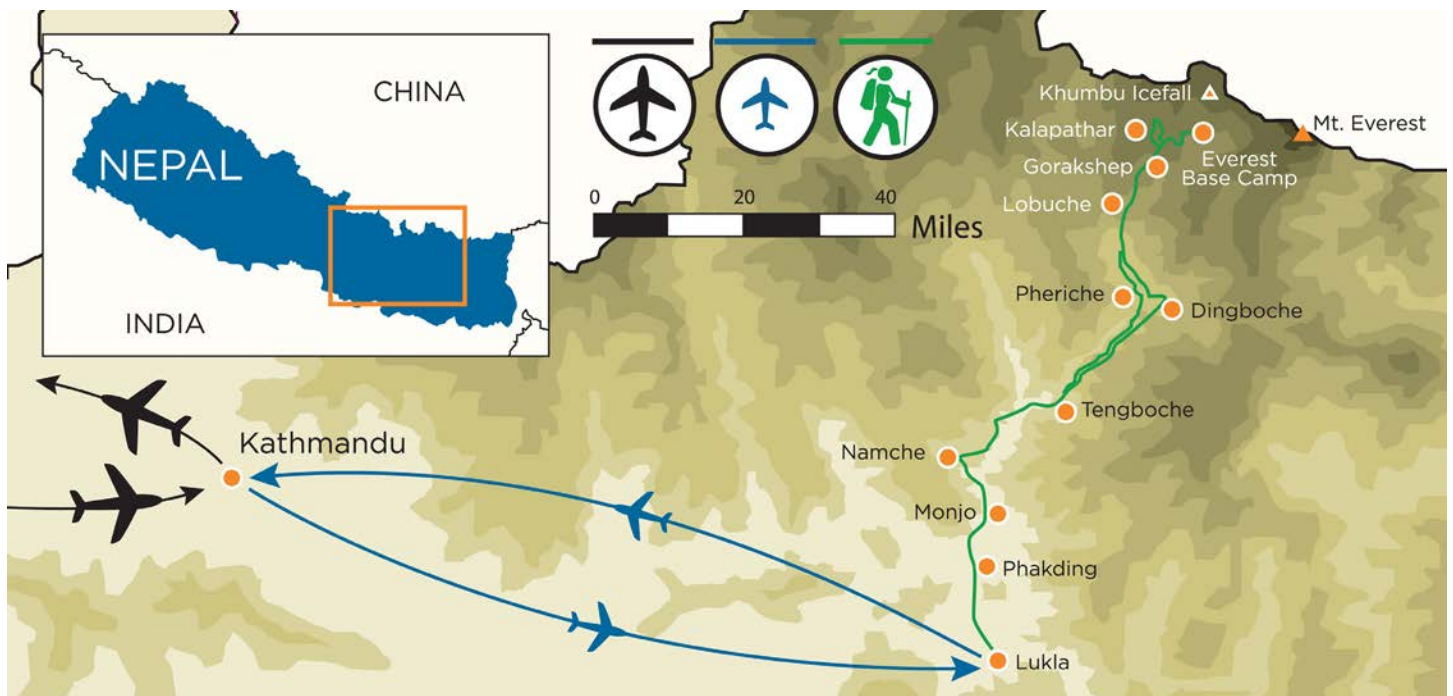 CHINA
NEPAL
INDIA
0 20 40
Miles
Khumbu Icefall
Kalapathar
Mt. Everest
Gorakshep
Everest
Base Camp
Lobuche
Pheriche
Dingboche
Tengboche
Kathmandu
Namche
Monjo
Phakding
Lukla